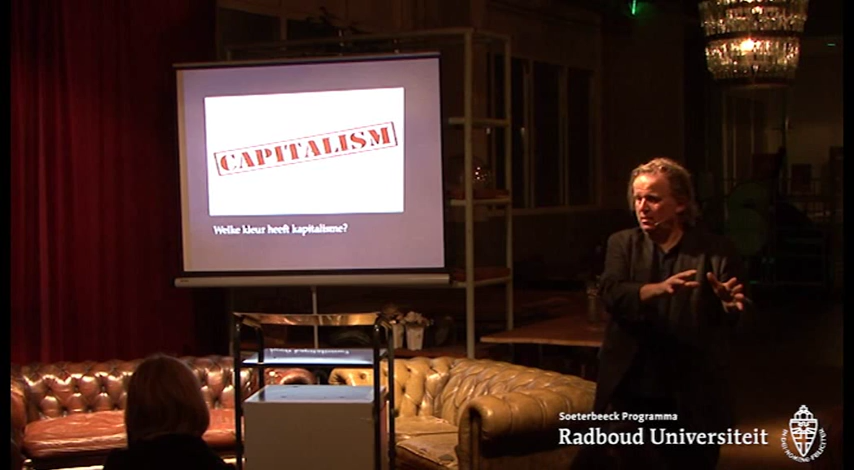 CAPITALISM
Welke kleur heeft kapitalisme?
Soeterbeeck Programma
Radboud Universiteit